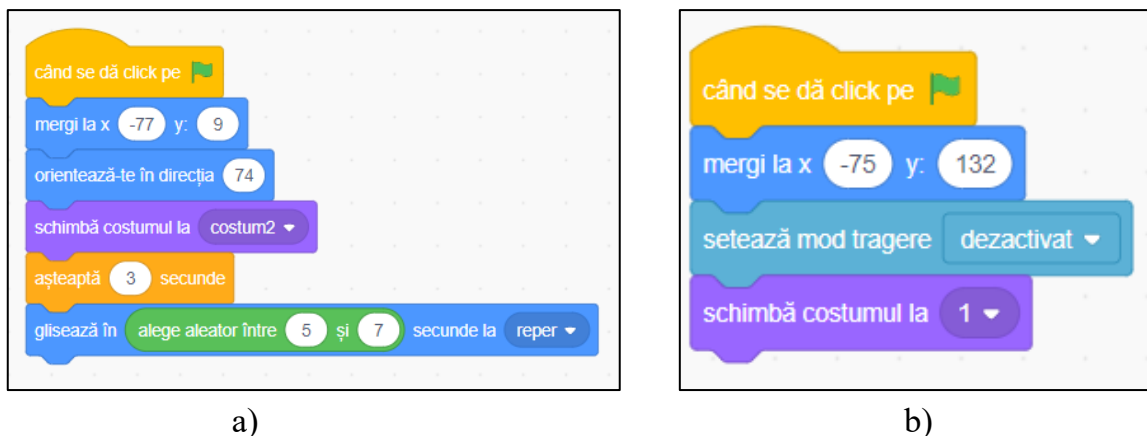 când se dă click pe
mergi la x -77 y: 9
orientează-te în direcția 74
schimbă costumul la costum2
așteaptă 3 secunde
glisează în alege aleator între 5 și 7 secunde la reper
a)
când se dă click pe
mergi la x -75 y: 132
setează mod tragere dezactivat
schimbă costumul la 1
b)